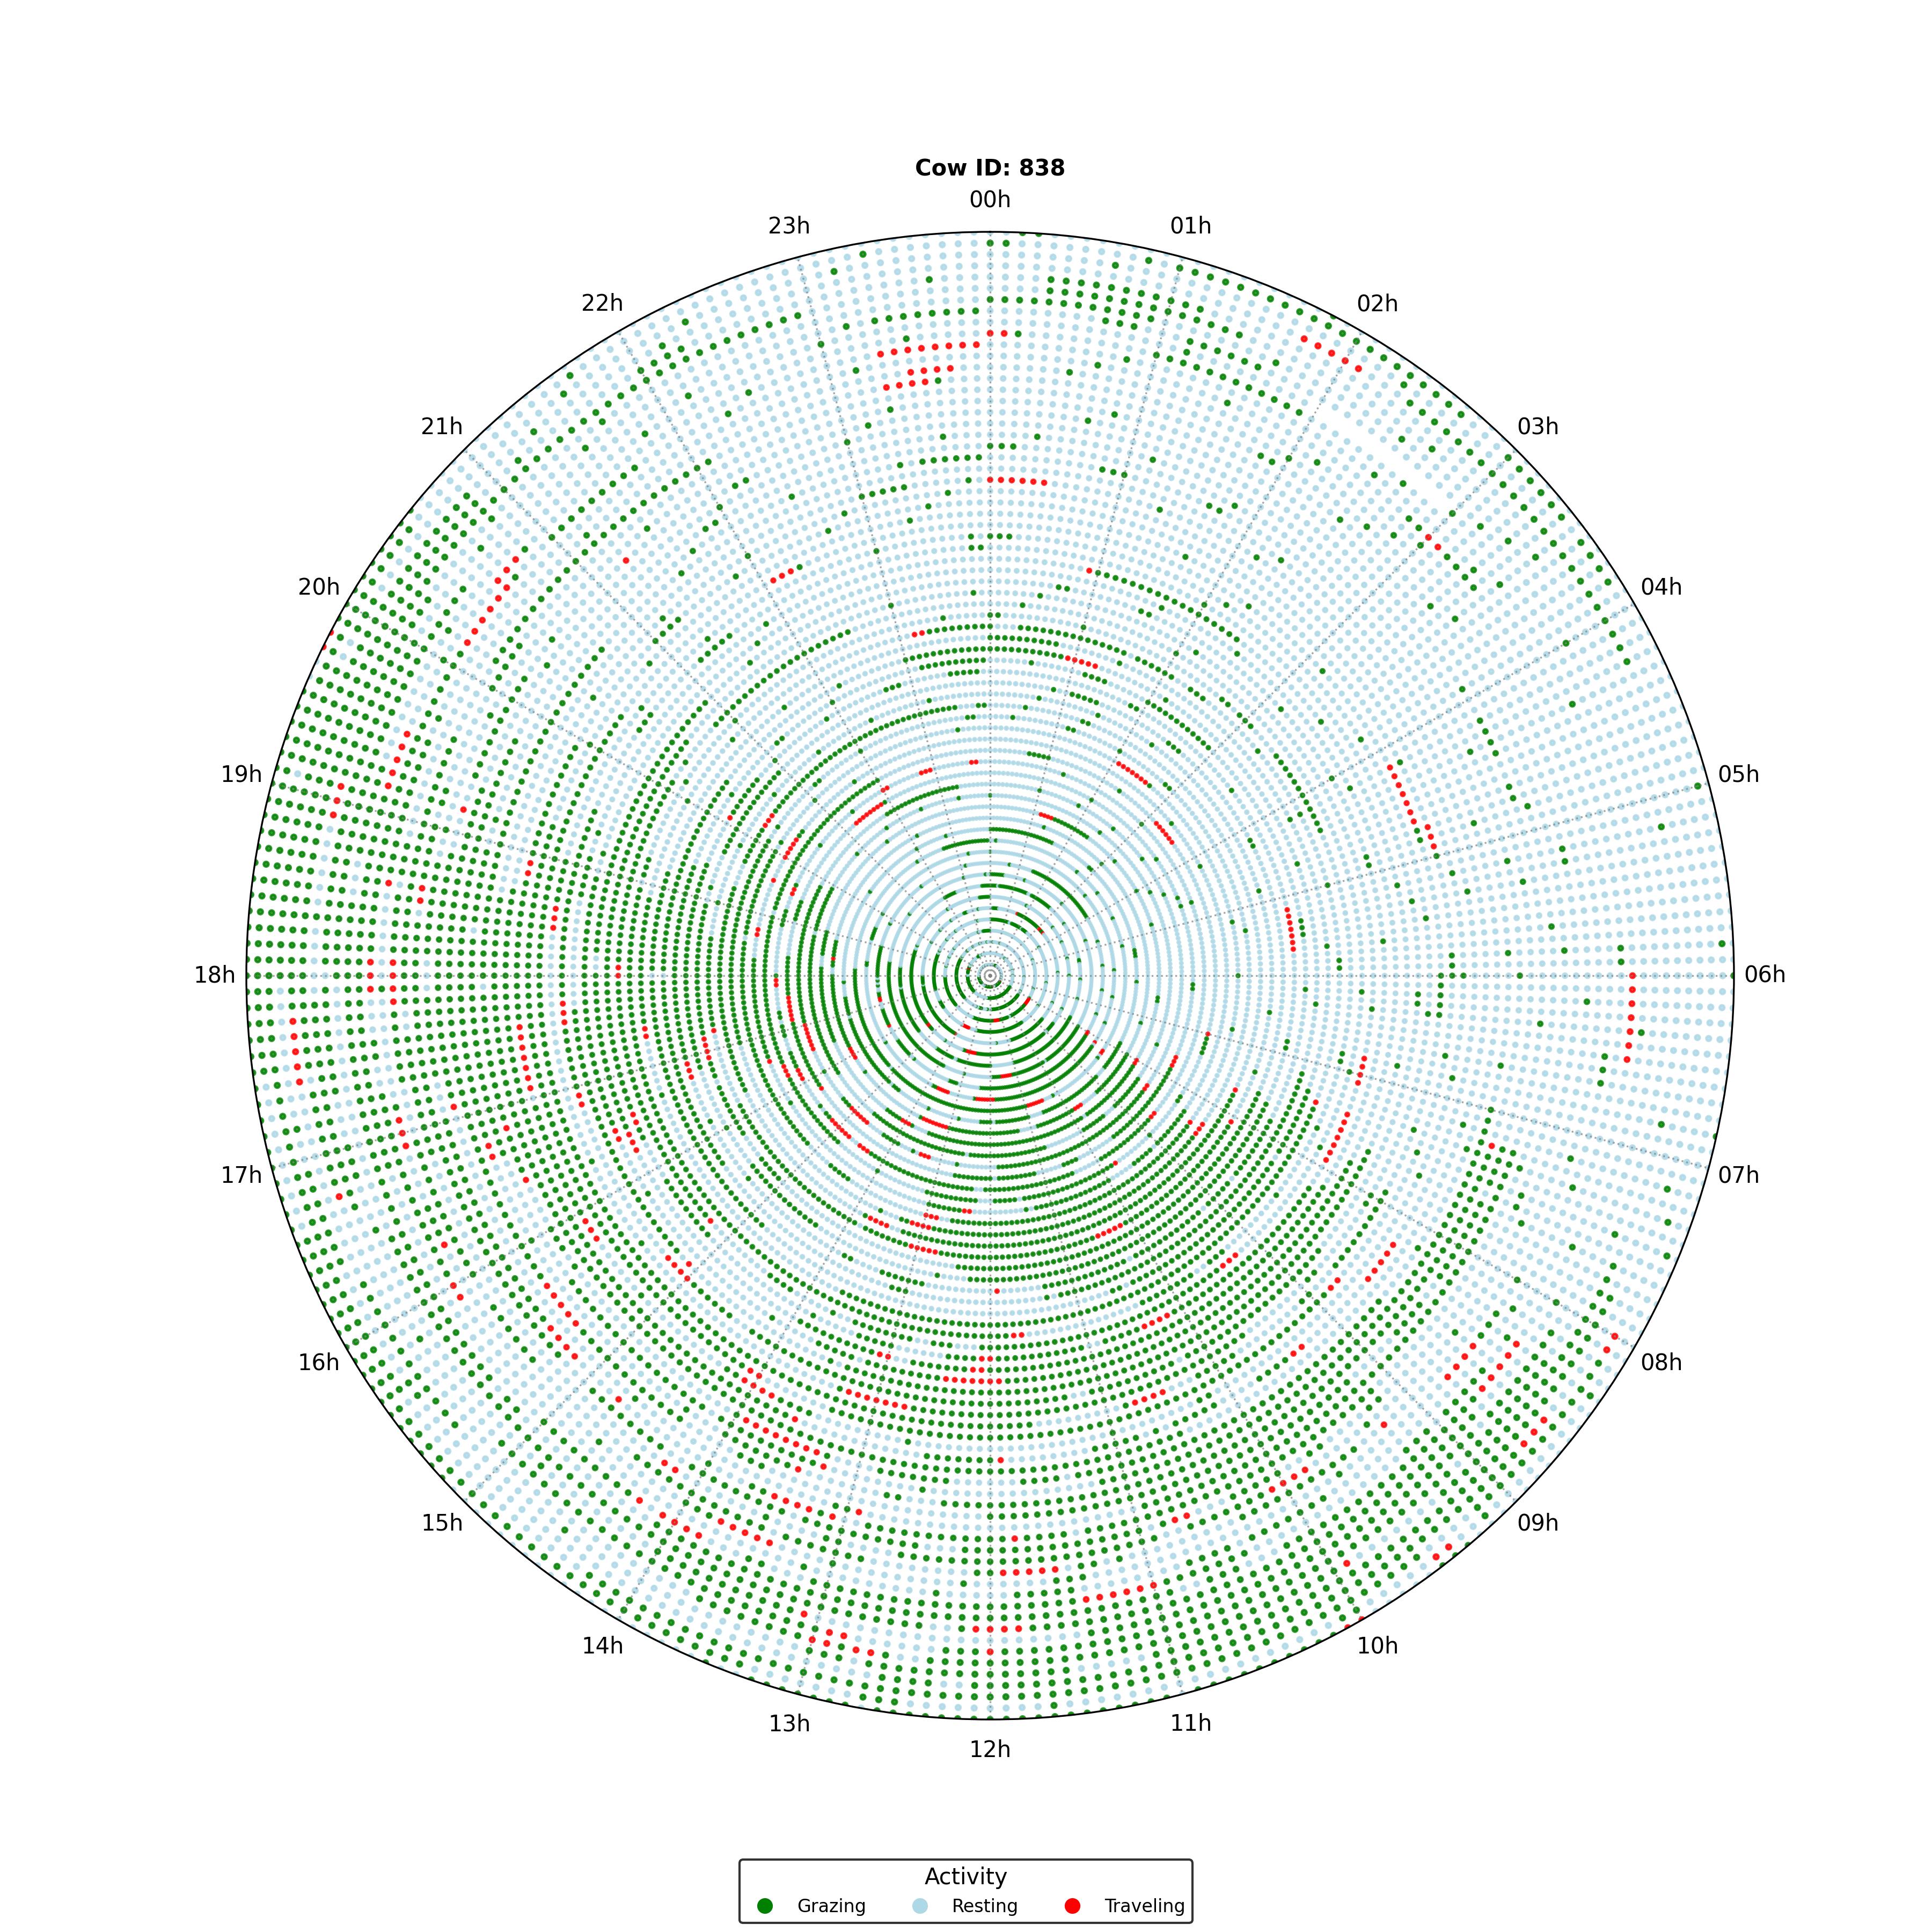 Cow ID: 838
00h
23h
01h
22h
02h
21h
03h
20h
04h
19h
05h
18h
06h
17h
07h
16h
08h
15h
09h
14h
10h
13h
11h
12h
Activity
Grazing Resting Traveling